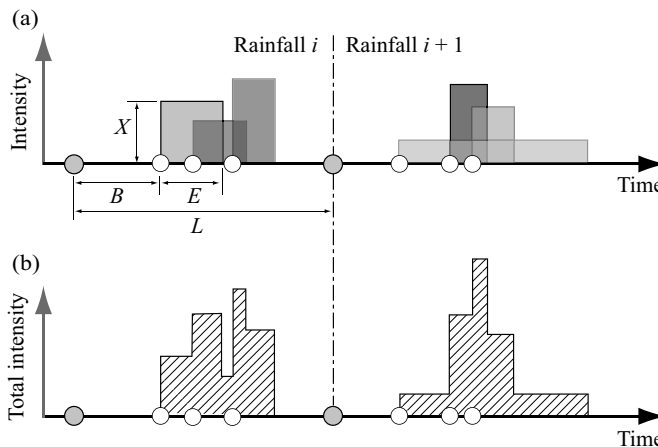 (a)
Rainfall i
Rainfall i + 1
Intensity
X
B
E
L
Time
(b)
Total intensity
Time